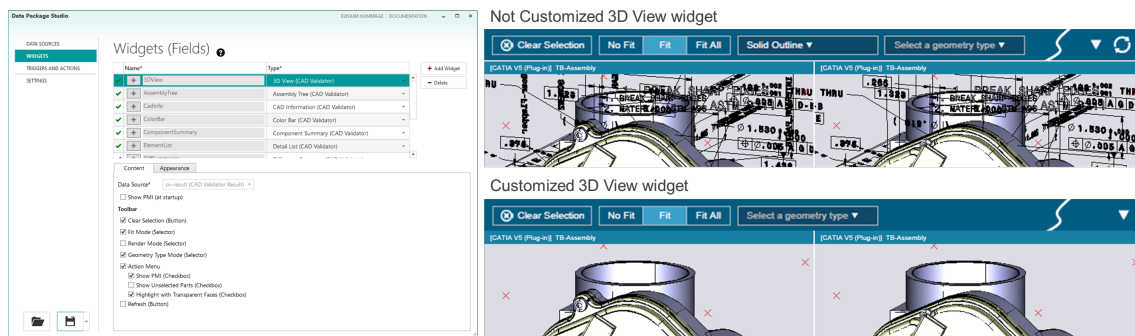 Data Package Studio
ELYSIUM HOMEPAGE | DOCUMENTATION
DATA SOURCES
WIDGETS
TRIGGERS AND ACTIONS
SETTINGS
Widgets (Fields)
Name* Type*
3DView 3D View (CAD Validator)
AssemblyTree Assembly Tree (CAD Validator)
CadInfo CAD Information (CAD Validator)
ColorBar Color Bar (CAD Validator)
ComponentSummary Component Summary (CAD Validator)
ElementList Detail List (CAD Validator)
+ Add Widget
− Delete
Content Appearance
Data Source* cv-result (CAD Validator Result)
Show PMI (at startup)
Toolbar
Clear Selection (Button)
Fit Mode (Selector)
Render Mode (Selector)
Geometry Type Mode (Selector)
Action Menu
Show PMI (Checkbox)
Show Unselected Parts (Checkbox)
Highlight with Transparent Faces (Checkbox)
Refresh (Button)
Not Customized 3D View widget
Clear Selection No Fit Fit Fit All Solid Outline ▼ Select a geometry type ▼
[CATIA V5 (Plug-in)] TB-Assembly [CATIA V5 (Plug-in)] TB-Assembly
THRU
1.530
.376
Customized 3D View widget
Clear Selection No Fit Fit Fit All Select a geometry type ▼
[CATIA V5 (Plug-in)] TB-Assembly [CATIA V5 (Plug-in)] TB-Assembly